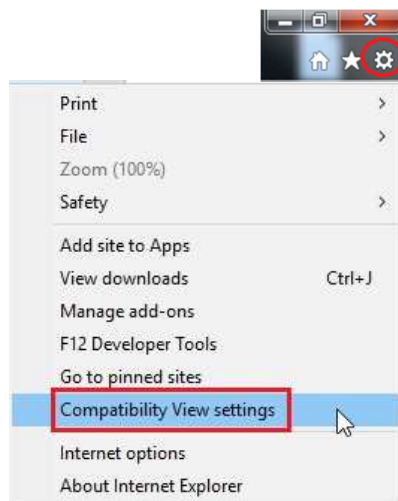 Print
File
Zoom (100%)
Safety
Add site to Apps
View downloads Ctrl+J
Manage add-ons
F12 Developer Tools
Go to pinned sites
Compatibility View settings
Internet options
About Internet Explorer